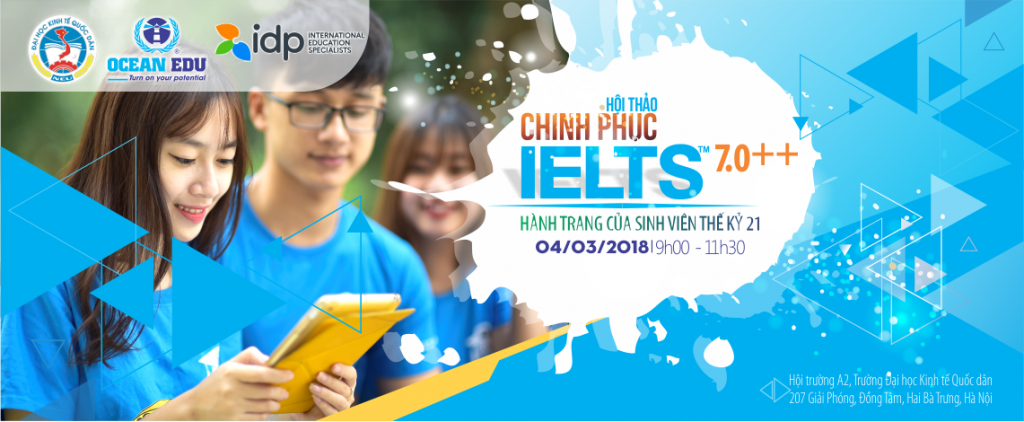 ĐẠI HỌC KINH TẾ QUỐC DÂN
NEU
OCEAN EDU
Turn on your potential
idp INTERNATIONAL
EDUCATION
SPECIALISTS
HỘI THẢO
CHINH PHỤC
IELTS™ 7.0++
HÀNH TRANG CỦA SINH VIÊN THẾ KỶ 21
04/03/2018 | 9h00 - 11h30
Hội trường A2, Trường Đại học Kinh tế Quốc dân
207 Giải Phóng, Đồng Tâm, Hai Bà Trưng, Hà Nội